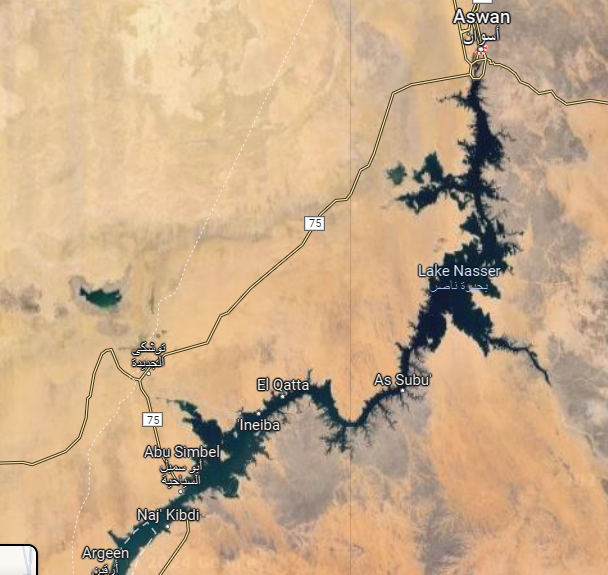 Aswan
أسوان
75
Lake Nasser
بحيرة ناصر
توشكى
الجديدة
El Qatta
As Subu'
75
Ineiba
Abu Simbel
أبو سمبل
السياحية
Naj' Kibdi
Argeen
أرقين